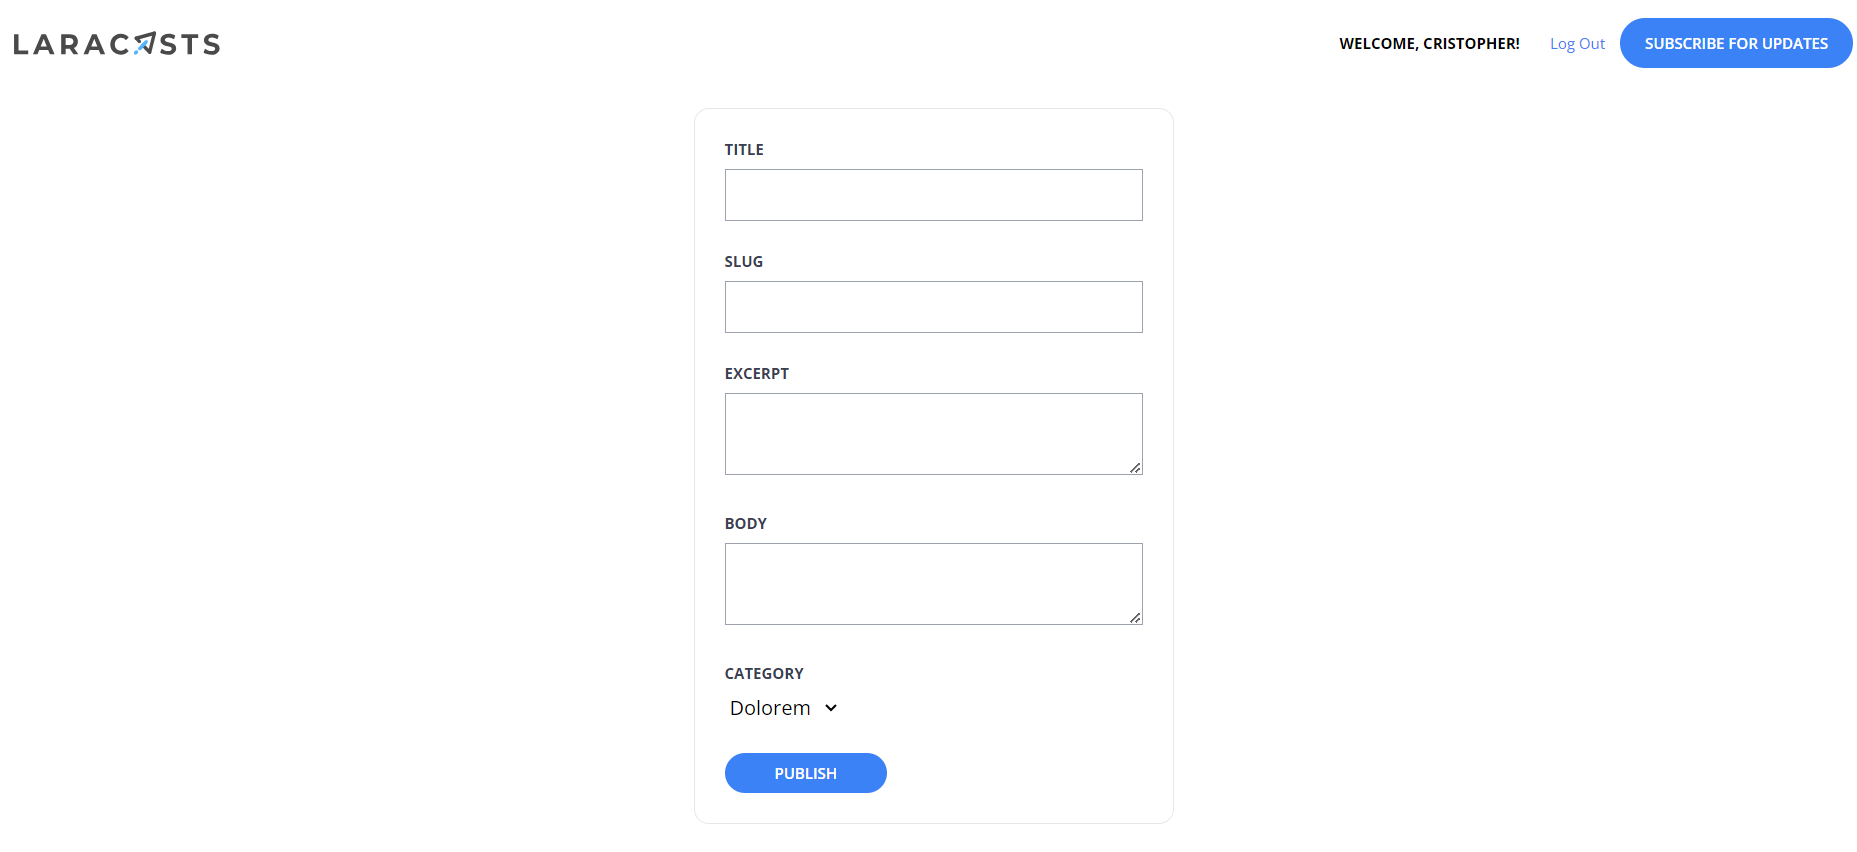 LARACASTS
WELCOME, CRISTOPHER! Log Out SUBSCRIBE FOR UPDATES
TITLE
SLUG
EXCERPT
BODY
CATEGORY
Dolorem
PUBLISH